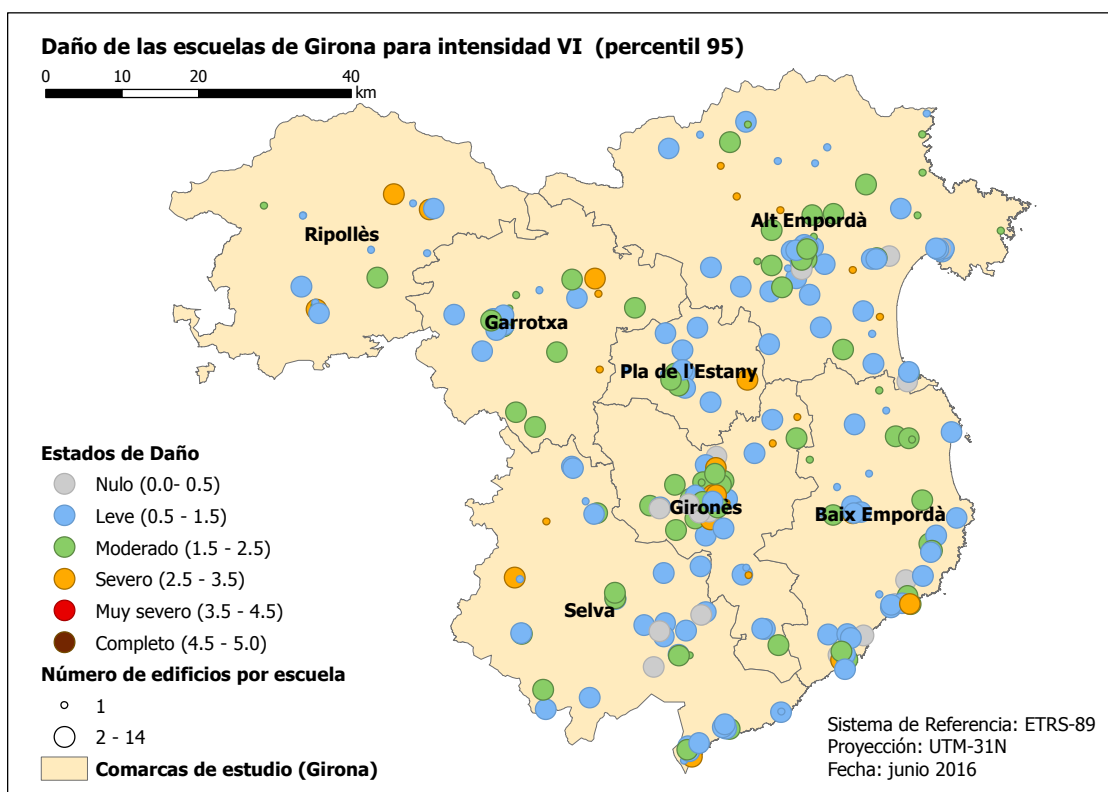 Daño de las escuelas de Girona para intensidad VI  (percentil 95)
0 10 20 40
km
Alt Empordà
Ripollès
Garrotxa
Pla de l'Estany
Gironès
Baix Empordà
Selva
Estados de Daño
Nulo (0.0- 0.5)
Leve (0.5 - 1.5)
Moderado (1.5 - 2.5)
Severo (2.5 - 3.5)
Muy severo (3.5 - 4.5)
Completo (4.5 - 5.0)
Número de edificios por escuela
1
2 - 14
Comarcas de estudio (Girona)
Sistema de Referencia: ETRS-89
Proyección: UTM-31N
Fecha: junio 2016